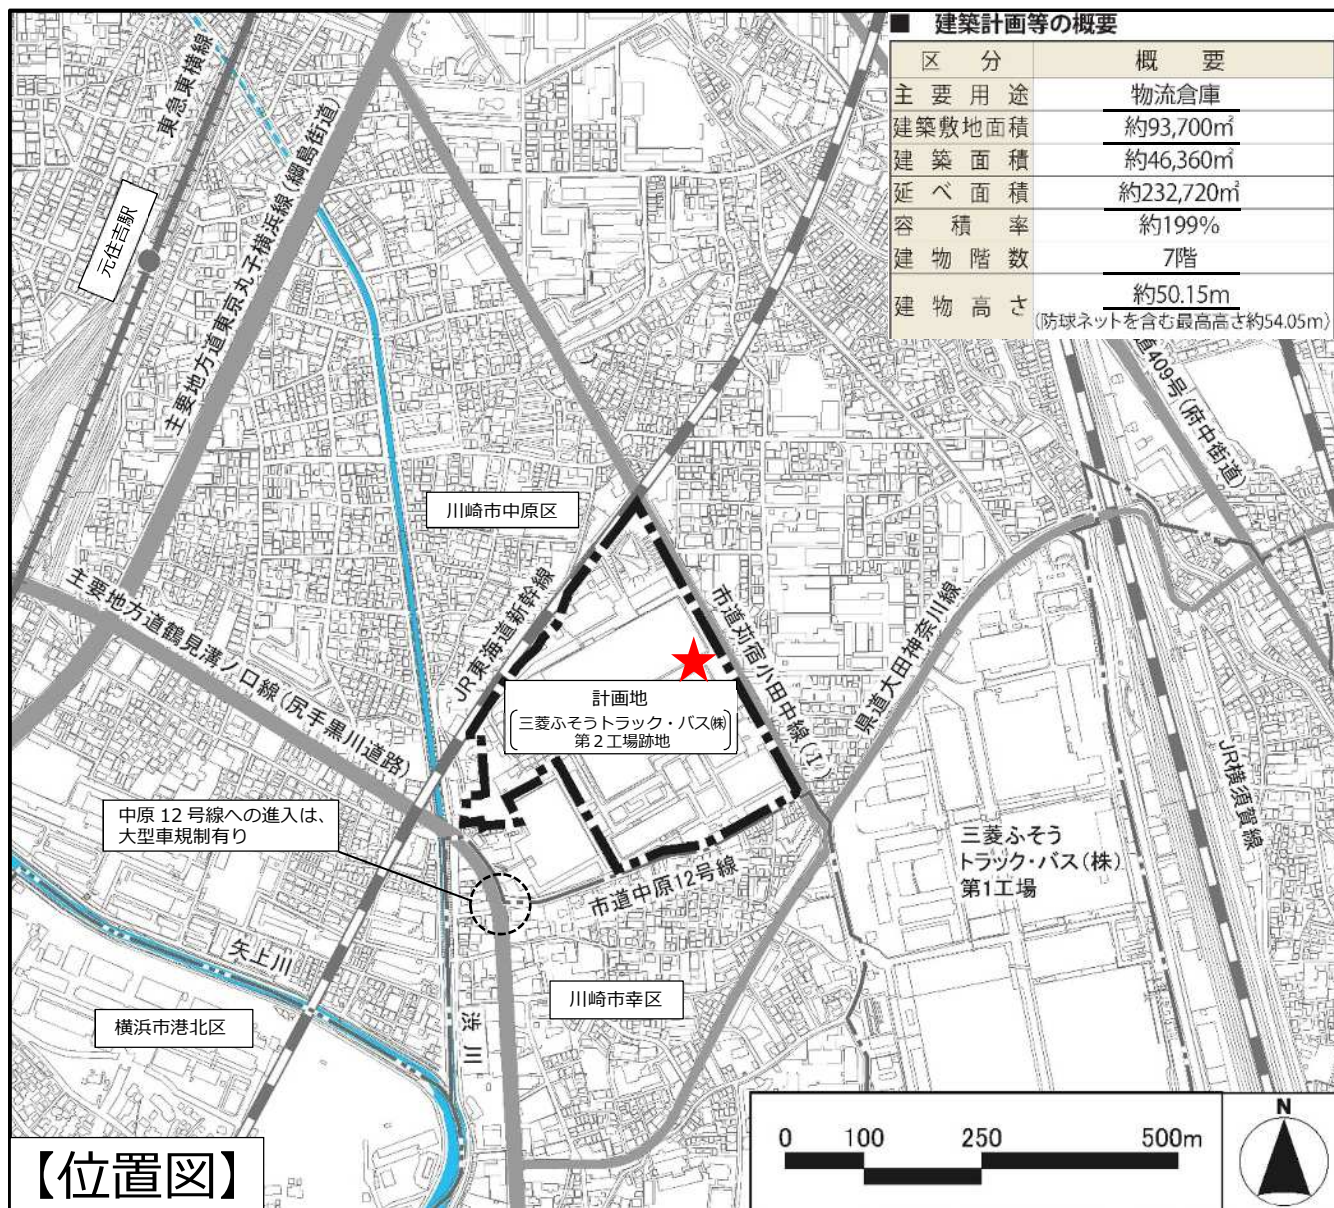 ■ 建築計画等の概要
区分 概要
主要用途 物流倉庫
建築敷地面積 約93,700㎡
建築面積 約46,360㎡
延べ面積 約232,720㎡
容積率 約199%
建物階数 7階
建物高さ 約50.15m
(防球ネットを含む最高高さ約54.05m)
東急東横線
主要地方道東京丸子横浜線(綱島街道)
元住吉駅
道409号(府中街道)
川崎市中原区
JR東海道新幹線
市道苅宿小田中線(Ⅰ)
県道大田神奈川線
主要地方道鶴見溝ノ口線(尻手黒川道路)
計画地
三菱ふそうトラック・バス㈱
第2工場跡地
JR横須賀線
中原12号線への進入は、
大型車規制有り
三菱ふそう
トラック・バス(株)
第1工場
市道中原12号線
矢上川
川崎市幸区
横浜市港北区
渋川
【位置図】
0 100 250 500m
N